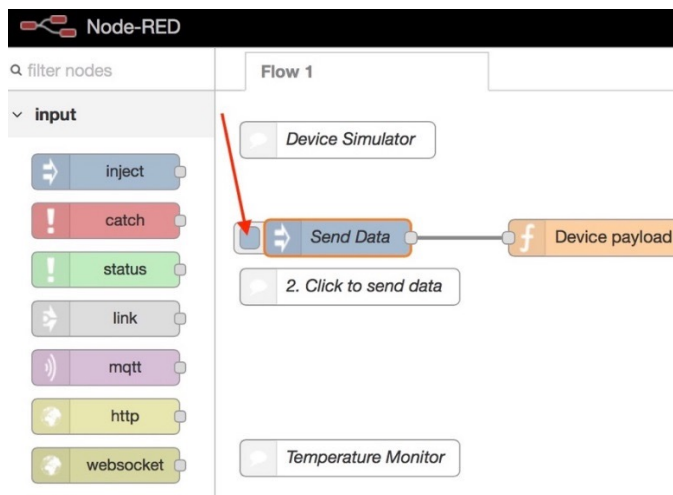 Node-RED
filter nodes
Flow 1
input
Device Simulator
inject
catch
Send Data
Device payload
status
2. Click to send data
link
mqtt
http
Temperature Monitor
websocket